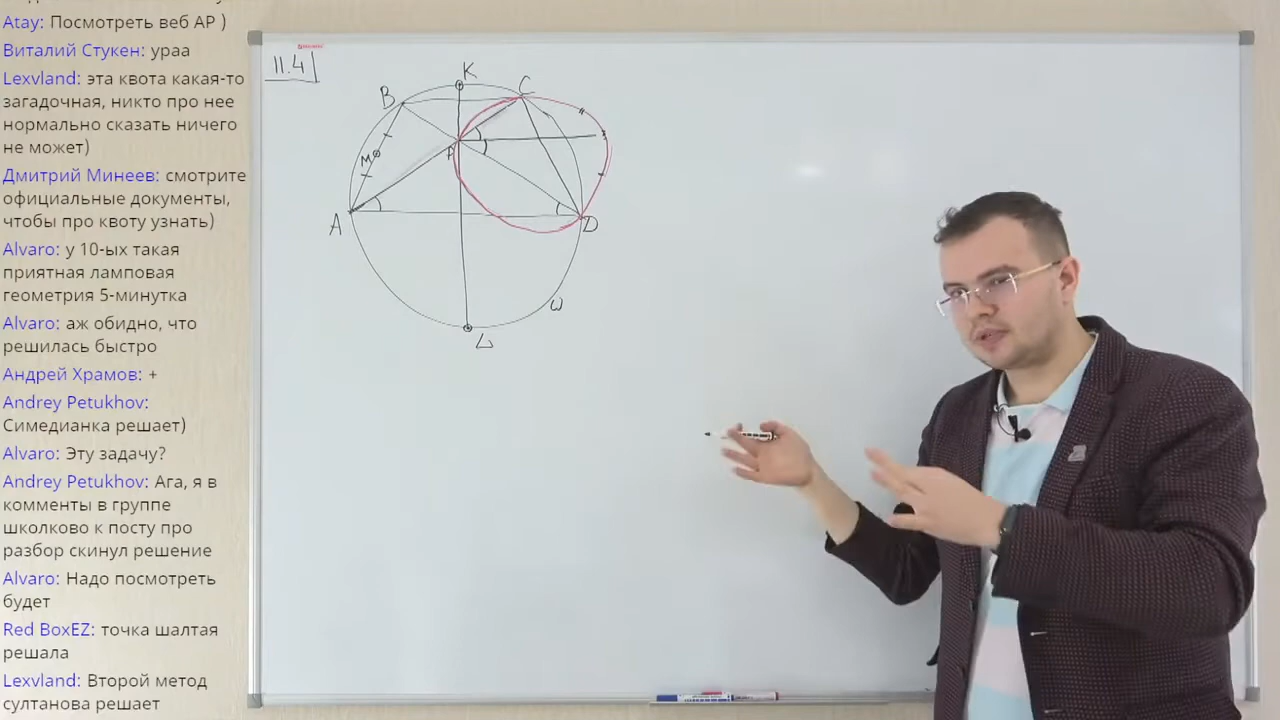 Atay: Посмотреть веб АР )
Виталий Стукен: ураа
Lexvland: эта квота какая-то
загадочная, никто про нее
нормально сказать ничего
не может)
Дмитрий Минеев: смотрите
официальные документы,
чтобы про квоту узнать)
Alvaro: у 10-ых такая
приятная ламповая
геометрия 5-минутка
Alvaro: аж обидно, что
решилась быстро
Андрей Храмов: +
Andrey Petukhov:
Симедианка решает)
Alvaro: Эту задачу?
Andrey Petukhov: Ага, я в
комменты в группе
школково к посту про
разбор скинул решение
Alvaro: Надо посмотреть
будет
Red BoxEZ: точка шалтая
решала
Lexvland: Второй метод
султанова решает
11.4
K
B
C
M
P
A
D
ω
L